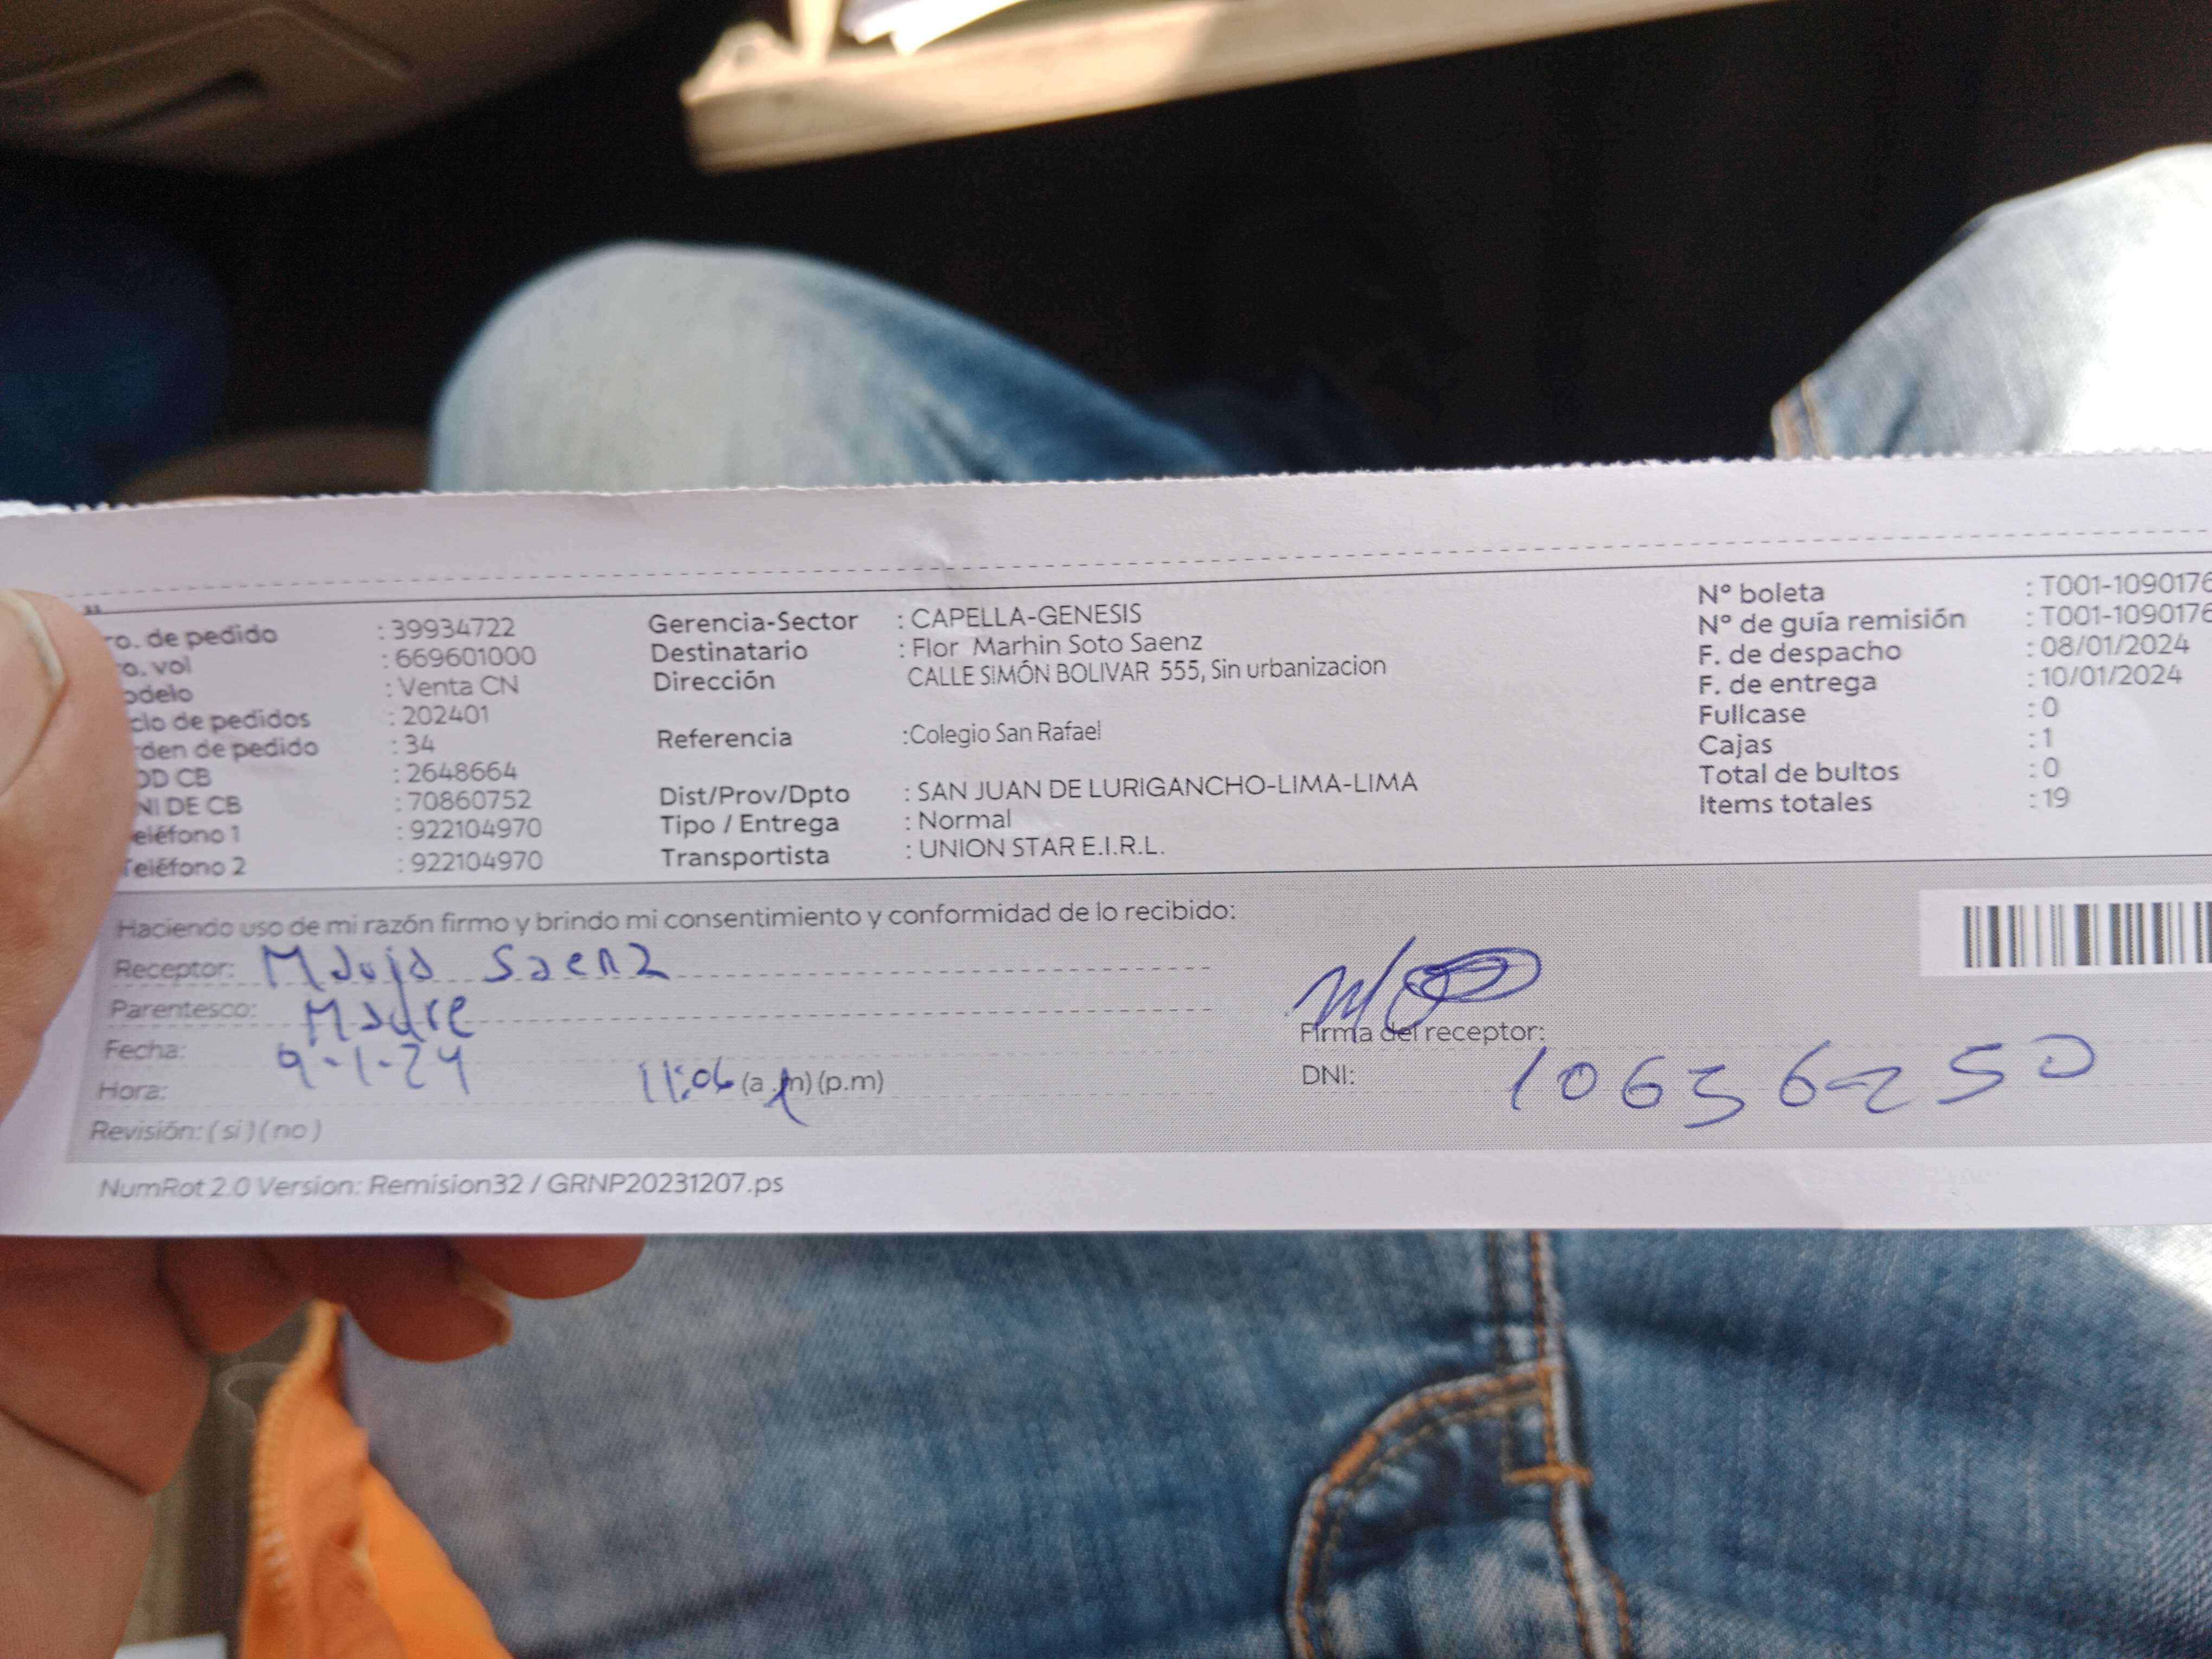 ro. de pedido : 39934722 Gerencia-Sector : CAPELLA-GENESIS Nº boleta : T001-1090176
ro. vol : 669601000 Destinatario : Flor Marhin Soto Saenz Nº de guía remisión : T001-1090176
odelo : Venta CN Dirección CALLE SIMÓN BOLIVAR 555, Sin urbanizacion F. de despacho : 08/01/2024
clo de pedidos : 202401 F. de entrega : 10/01/2024
rden de pedido : 34 Referencia :Colegio San Rafael Fullcase : 0
OD CB : 2648664 Cajas : 1
NI DE CB : 70860752 Dist/Prov/Dpto : SAN JUAN DE LURIGANCHO-LIMA-LIMA Total de bultos : 0
eléfono 1 : 922104970 Tipo / Entrega : Normal Items totales : 19
Teléfono 2 : 922104970 Transportista : UNION STAR E.I.R.L.
Haciendo uso de mi razón firmo y brindo mi consentimiento y conformidad de lo recibido:
Receptor: Saenz
Parentesco: Madre
Firma del receptor:
Fecha: 9-1-24
Hora: 11:06 (a.m) (p.m) DNI: 10636250
Revisión: ( si ) ( no )
NumRot 2.0 Version: Remision32 / GRNP20231207.ps